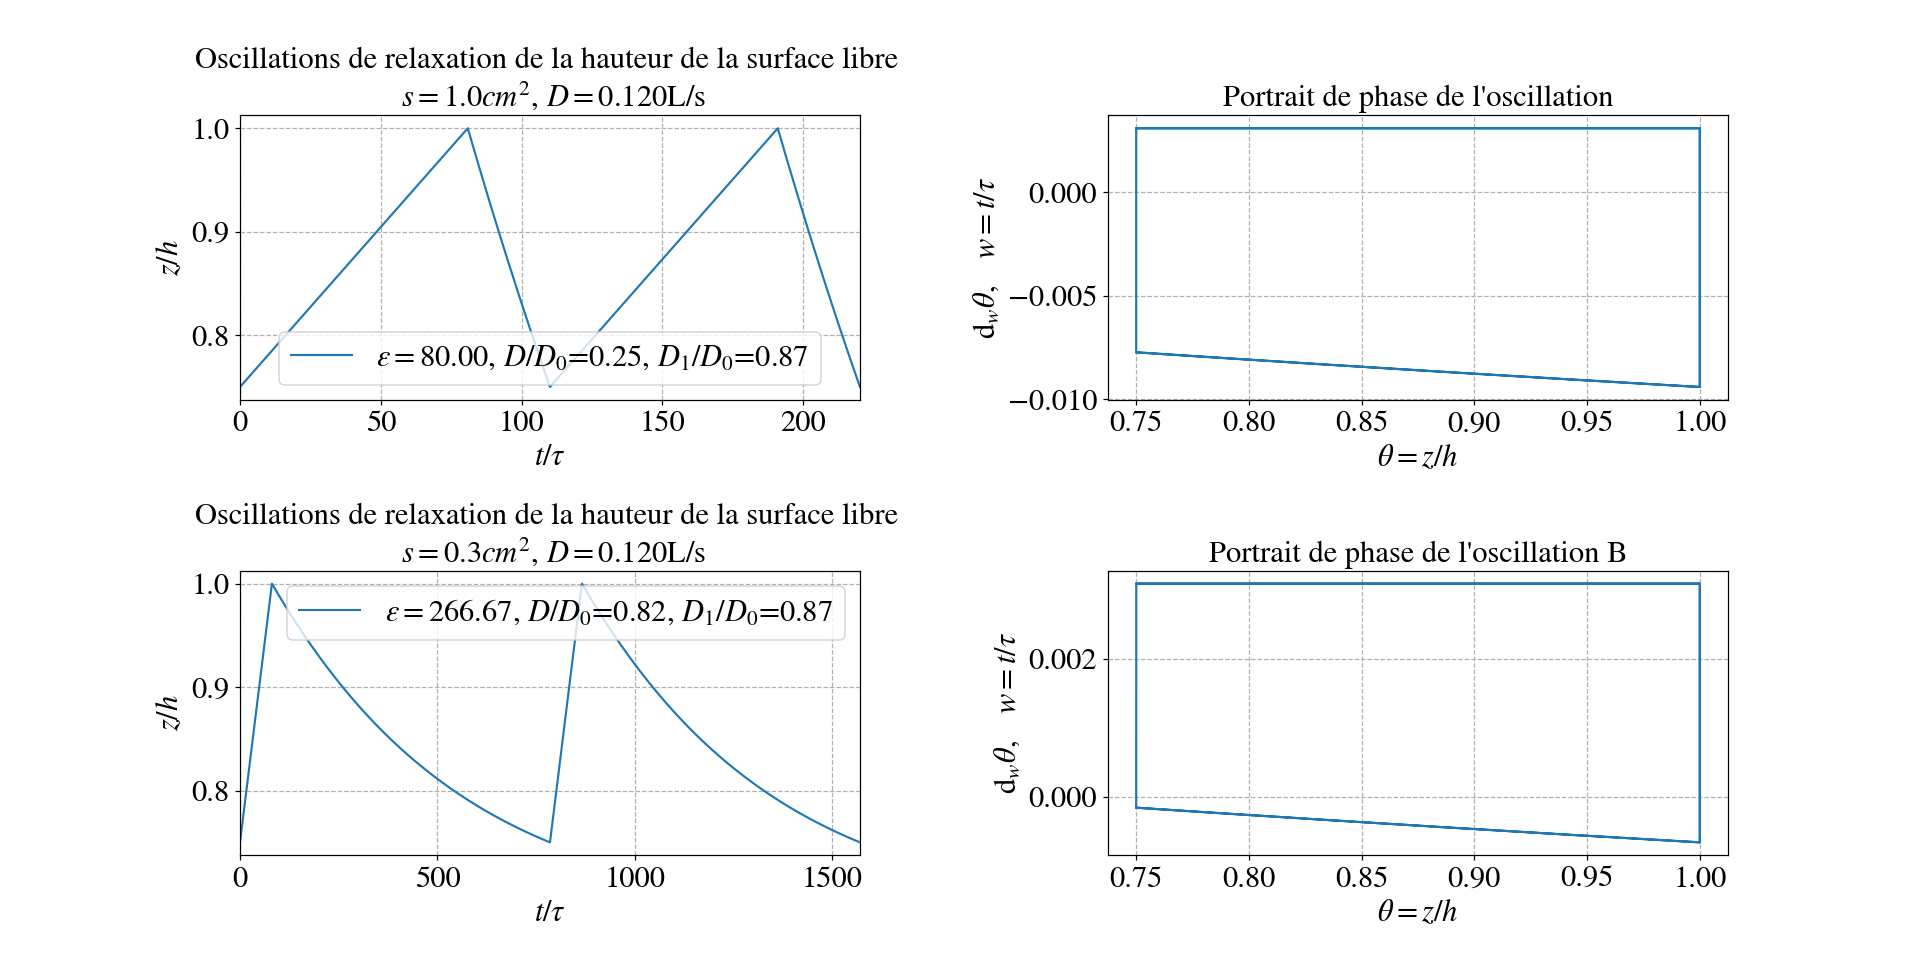 Oscillations de relaxation de la hauteur de la surface libre
s = 1.0cm², D = 0.120L/s
1.0
0.9
0.8
z/h
ε = 80.00, D/D₀=0.25, D₁/D₀=0.87
0 50 100 150 200
t/τ
Portrait de phase de l'oscillation
0.000
−0.005
−0.010
d_wθ, w = t/τ
0.75 0.80 0.85 0.90 0.95 1.00
θ = z/h
Oscillations de relaxation de la hauteur de la surface libre
s = 0.3cm², D = 0.120L/s
1.0
0.9
0.8
z/h
ε = 266.67, D/D₀=0.82, D₁/D₀=0.87
0 500 1000 1500
t/τ
Portrait de phase de l'oscillation B
0.002
0.000
d_wθ, w = t/τ
0.75 0.80 0.85 0.90 0.95 1.00
θ = z/h